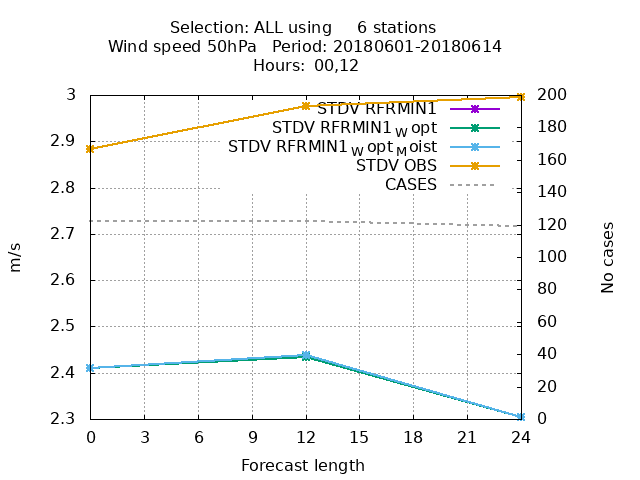 Selection: ALL using     6 stations
Wind speed 50hPa   Period: 20180601-20180614
Hours:  00,12
STDV RFRMIN1
STDV RFRMIN1_Wopt
STDV RFRMIN1_Wopt_Moist
STDV OBS
CASES
3
2.9
2.8
2.7
2.6
2.5
2.4
2.3
200
180
160
140
120
100
80
60
40
20
0
m/s
No cases
0 3 6 9 12 15 18 21 24
Forecast length